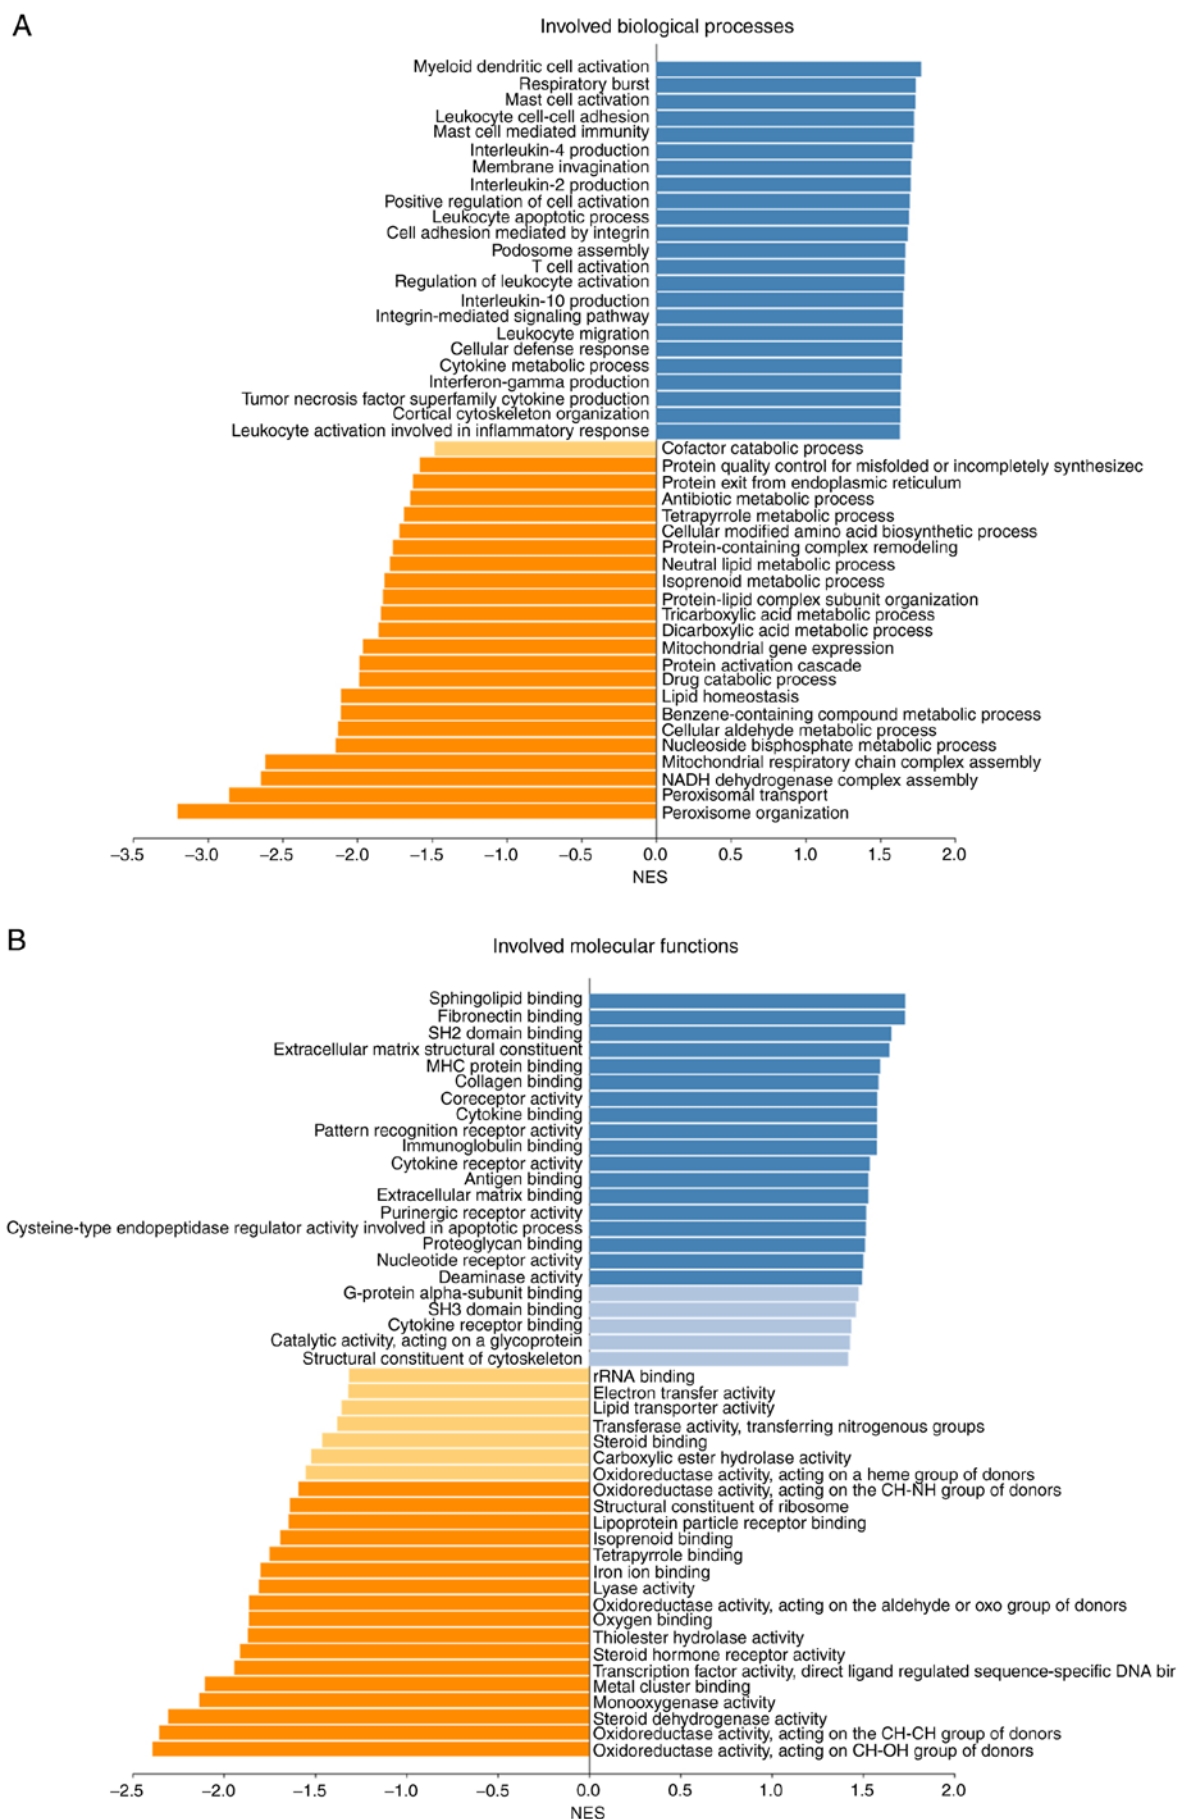 A
Involved biological processes
Myeloid dendritic cell activation
Respiratory burst
Mast cell activation
Leukocyte cell-cell adhesion
Mast cell mediated immunity
Interleukin-4 production
Membrane invagination
Interleukin-2 production
Positive regulation of cell activation
Leukocyte apoptotic process
Cell adhesion mediated by integrin
Podosome assembly
T cell activation
Regulation of leukocyte activation
Interleukin-10 production
Integrin-mediated signaling pathway
Leukocyte migration
Cellular defense response
Cytokine metabolic process
Interferon-gamma production
Tumor necrosis factor superfamily cytokine production
Cortical cytoskeleton organization
Leukocyte activation involved in inflammatory response
Cofactor catabolic process
Protein quality control for misfolded or incompletely synthesizec
Protein exit from endoplasmic reticulum
Antibiotic metabolic process
Tetrapyrrole metabolic process
Cellular modified amino acid biosynthetic process
Protein-containing complex remodeling
Neutral lipid metabolic process
Isoprenoid metabolic process
Protein-lipid complex subunit organization
Tricarboxylic acid metabolic process
Dicarboxylic acid metabolic process
Mitochondrial gene expression
Protein activation cascade
Drug catabolic process
Lipid homeostasis
Benzene-containing compound metabolic process
Cellular aldehyde metabolic process
Nucleoside bisphosphate metabolic process
Mitochondrial respiratory chain complex assembly
NADH dehydrogenase complex assembly
Peroxisomal transport
Peroxisome organization
−3.5 −3.0 −2.5 −2.0 −1.5 −1.0 −0.5 0.0 0.5 1.0 1.5 2.0
NES
B
Involved molecular functions
Sphingolipid binding
Fibronectin binding
SH2 domain binding
Extracellular matrix structural constituent
MHC protein binding
Collagen binding
Coreceptor activity
Cytokine binding
Pattern recognition receptor activity
Immunoglobulin binding
Cytokine receptor activity
Antigen binding
Extracellular matrix binding
Purinergic receptor activity
Cysteine-type endopeptidase regulator activity involved in apoptotic process
Proteoglycan binding
Nucleotide receptor activity
Deaminase activity
G-protein alpha-subunit binding
SH3 domain binding
Cytokine receptor binding
Catalytic activity, acting on a glycoprotein
Structural constituent of cytoskeleton
rRNA binding
Electron transfer activity
Lipid transporter activity
Transferase activity, transferring nitrogenous groups
Steroid binding
Carboxylic ester hydrolase activity
Oxidoreductase activity, acting on a heme group of donors
Oxidoreductase activity, acting on the CH-NH group of donors
Structural constituent of ribosome
Lipoprotein particle receptor binding
Isoprenoid binding
Tetrapyrrole binding
Iron ion binding
Lyase activity
Oxidoreductase activity, acting on the aldehyde or oxo group of donors
Oxygen binding
Thiolester hydrolase activity
Steroid hormone receptor activity
Transcription factor activity, direct ligand regulated sequence-specific DNA bir
Metal cluster binding
Monooxygenase activity
Steroid dehydrogenase activity
Oxidoreductase activity, acting on the CH-CH group of donors
Oxidoreductase activity, acting on CH-OH group of donors
−2.5 −2.0 −1.5 −1.0 −0.5 0.0 0.5 1.0 1.5 2.0
NES